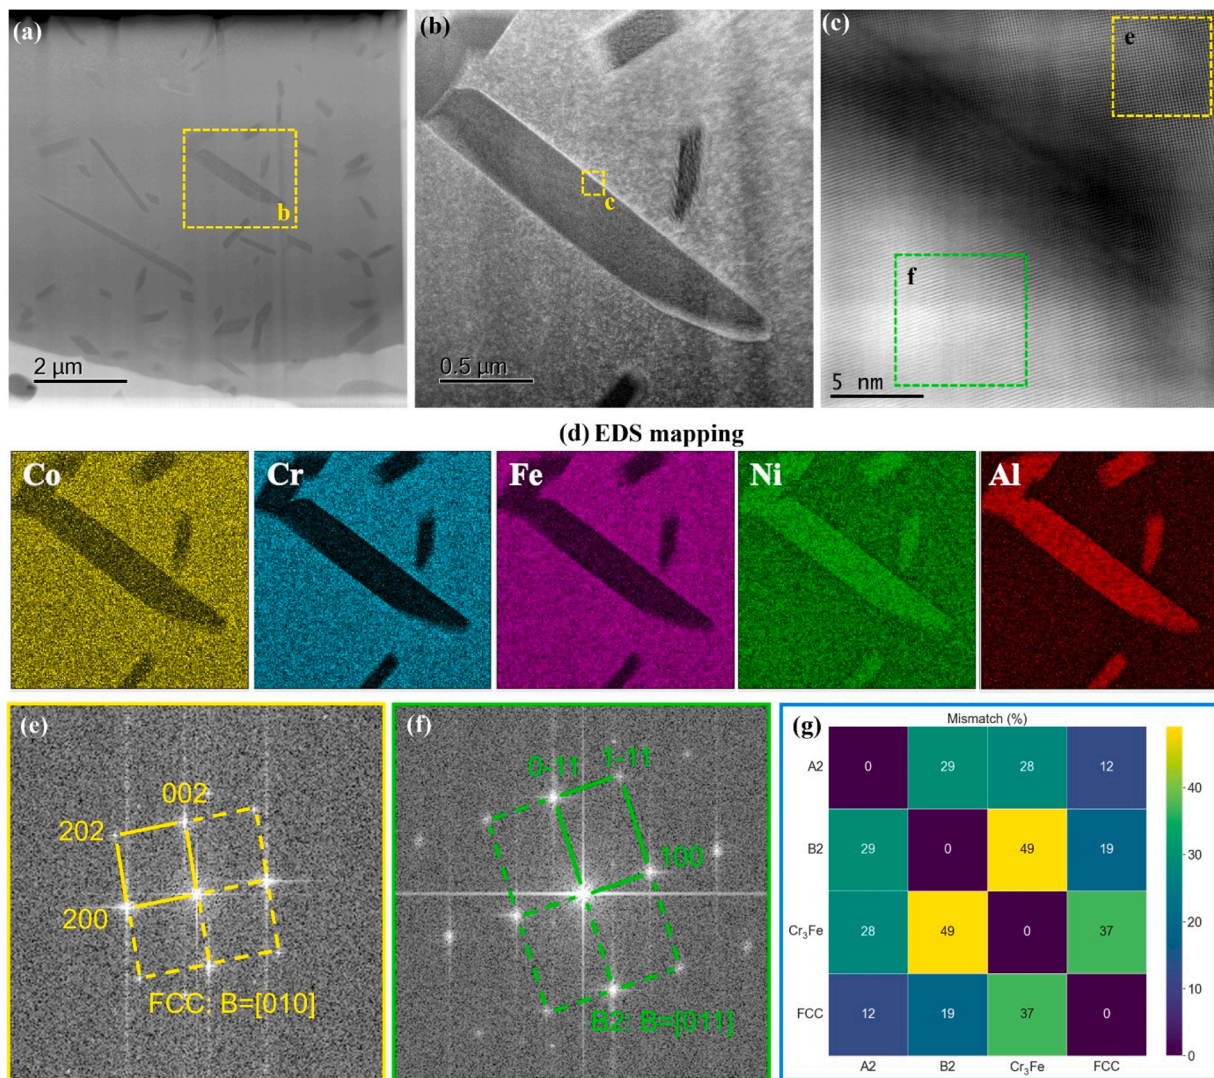 (a)
b
2 μm
(b)
c
0.5 μm
(c)
e
f
5 nm
(d) EDS mapping
Co
Cr
Fe
Ni
Al
(e)
002
202
200
FCC: B=[010]
(f)
0-11
1-11
100
B2: B=[011]
(g)
Mismatch (%)
A2
0
29
28
12
B2
29
0
49
19
Cr₃Fe
28
49
0
37
FCC
12
19
37
0
A2
B2
Cr₃Fe
FCC
40
30
20
10
0